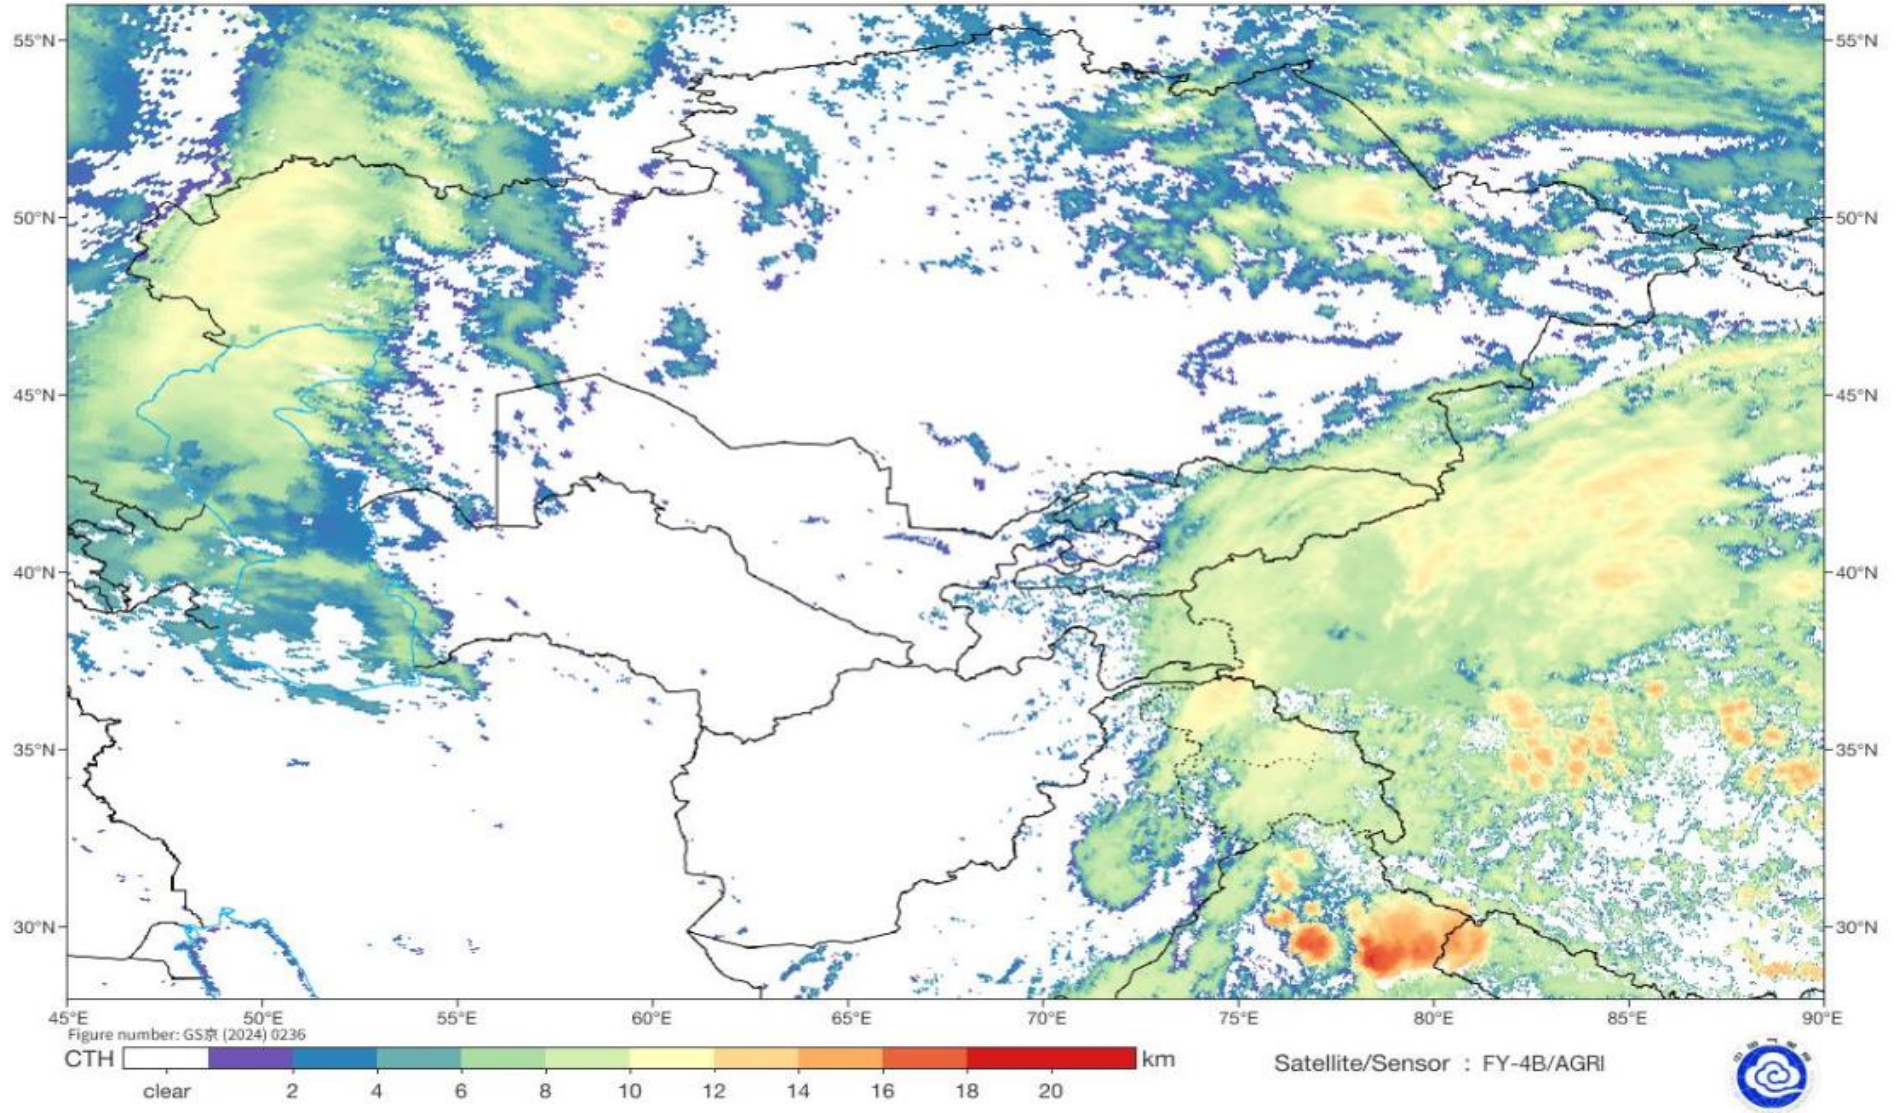 55°N 55°N
50°N 50°N
45°N 45°N
40°N 40°N
35°N 35°N
30°N 30°N
45°E 50°E 55°E 60°E 65°E 70°E 75°E 80°E 85°E 90°E
Figure number: GS京 (2024) 0236
CTH km Satellite/Sensor : FY-4B/AGRI
clear 2 4 6 8 10 12 14 16 18 20